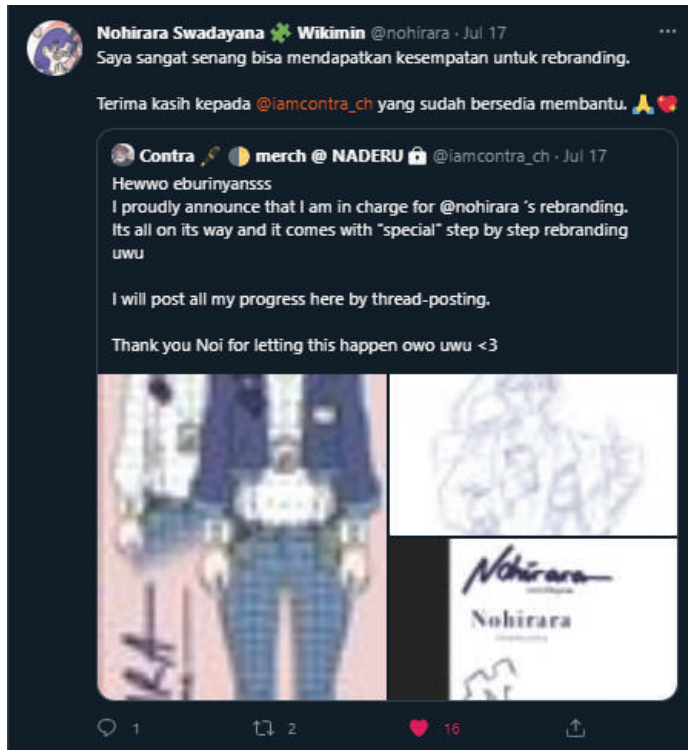 Nohirara Swadayana 🧩 Wikimin @nohirara · Jul 17
Saya sangat senang bisa mendapatkan kesempatan untuk rebranding.
Terima kasih kepada @iamcontra_ch yang sudah bersedia membantu. 🙏💖
Contra 🖌️ 🌓 merch @ NADERU @iamcontra_ch · Jul 17
Hewwo eburinyansss
I proudly announce that I am in charge for @nohirara ´s rebranding.
Its all on its way and it comes with "special" step by step rebranding
uwu
I will post all my progress here by thread-posting.
Thank you Noi for letting this happen owo uwu <3
Nohirara
Nohirara
1
2
16